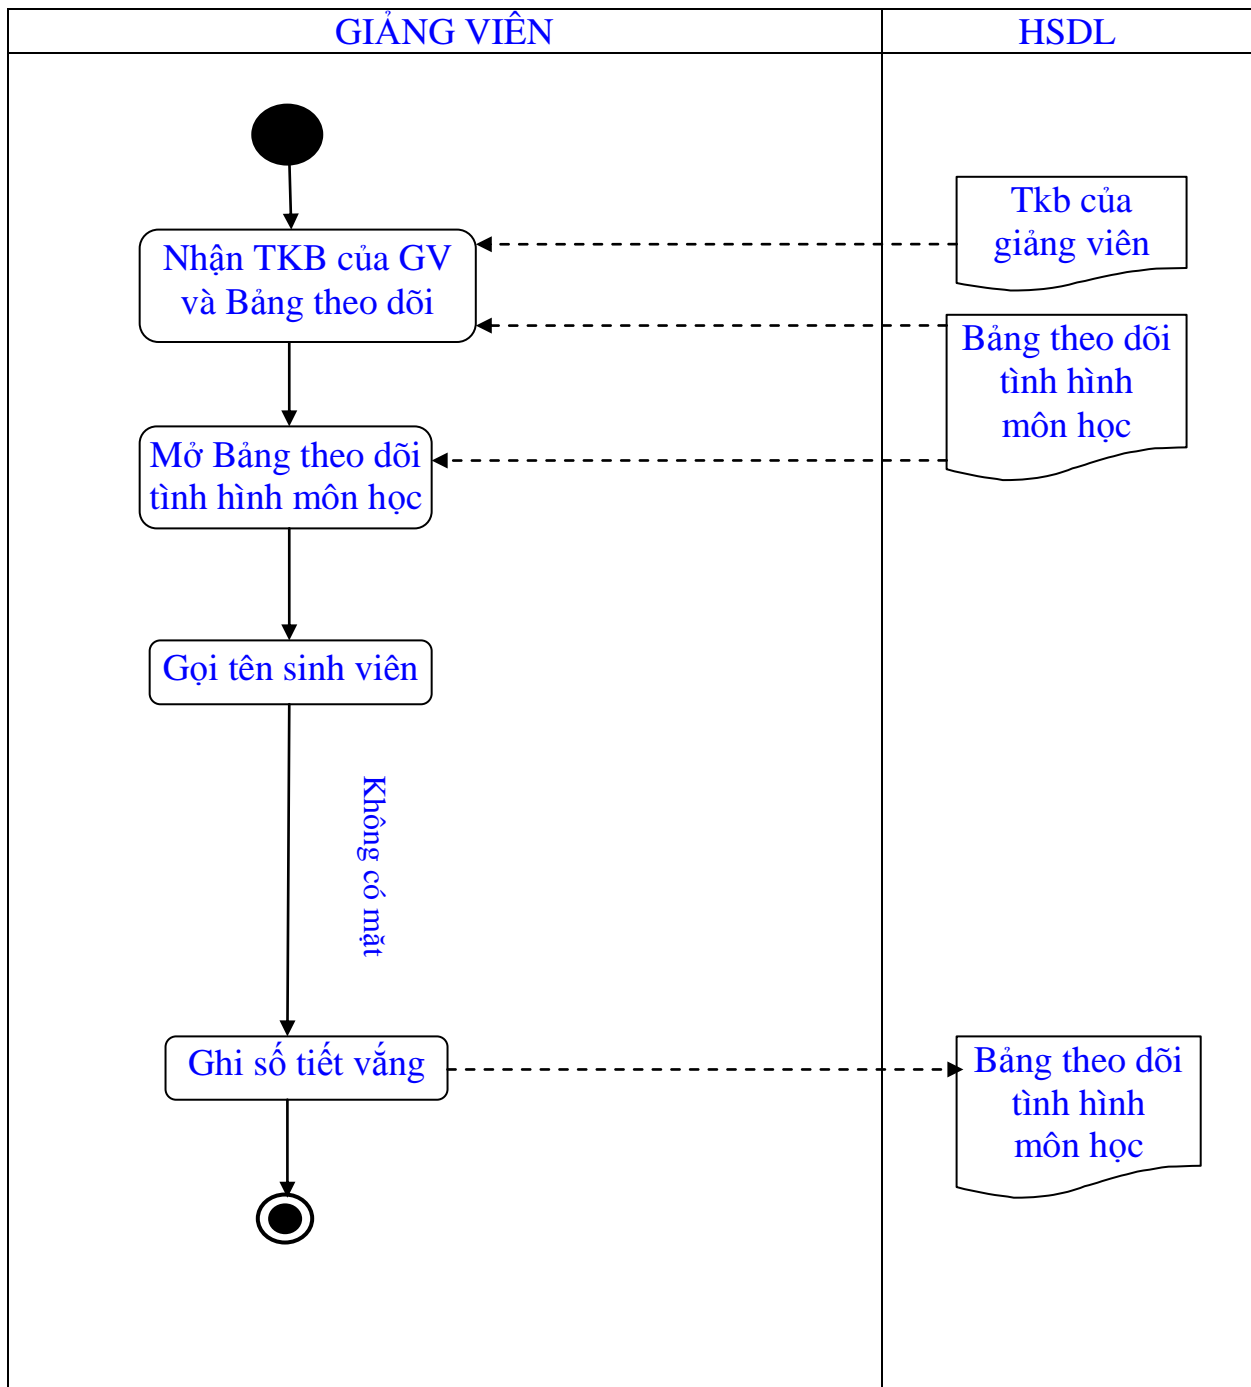 GIẢNG VIÊN
HSDL
Tkb của
giảng viên
Nhận TKB của GV
và Bảng theo dõi
Bảng theo dõi
tình hình
môn học
Mở Bảng theo dõi
tình hình môn học
Gọi tên sinh viên
Không có mặt
Ghi số tiết vắng
Bảng theo dõi
tình hình
môn học